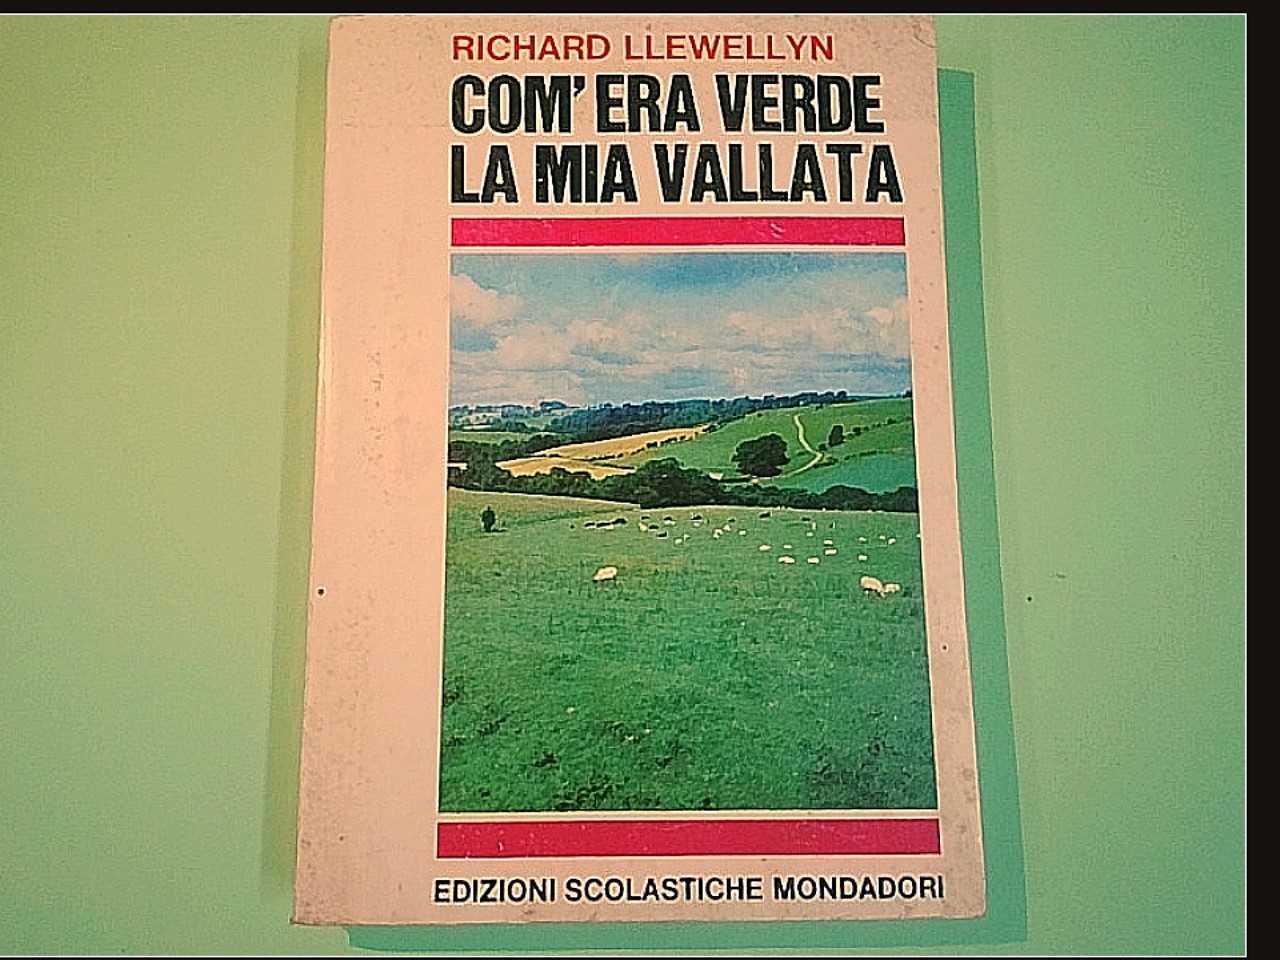 RICHARD LLEWELLYN
COM' ERA VERDE
LA MIA VALLATA
EDIZIONI SCOLASTICHE MONDADORI